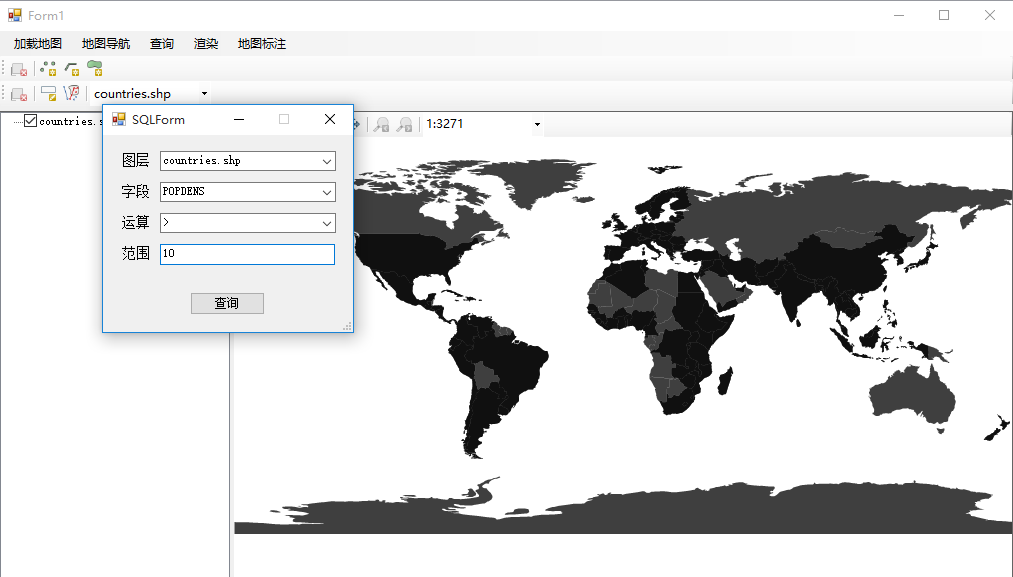 Form1
加载地图 地图导航 查询 渲染 地图标注
countries.shp
countries.s
1:3271
SQLForm
图层 countries.shp
字段 POPDENS
运算 >
范围 10
查询